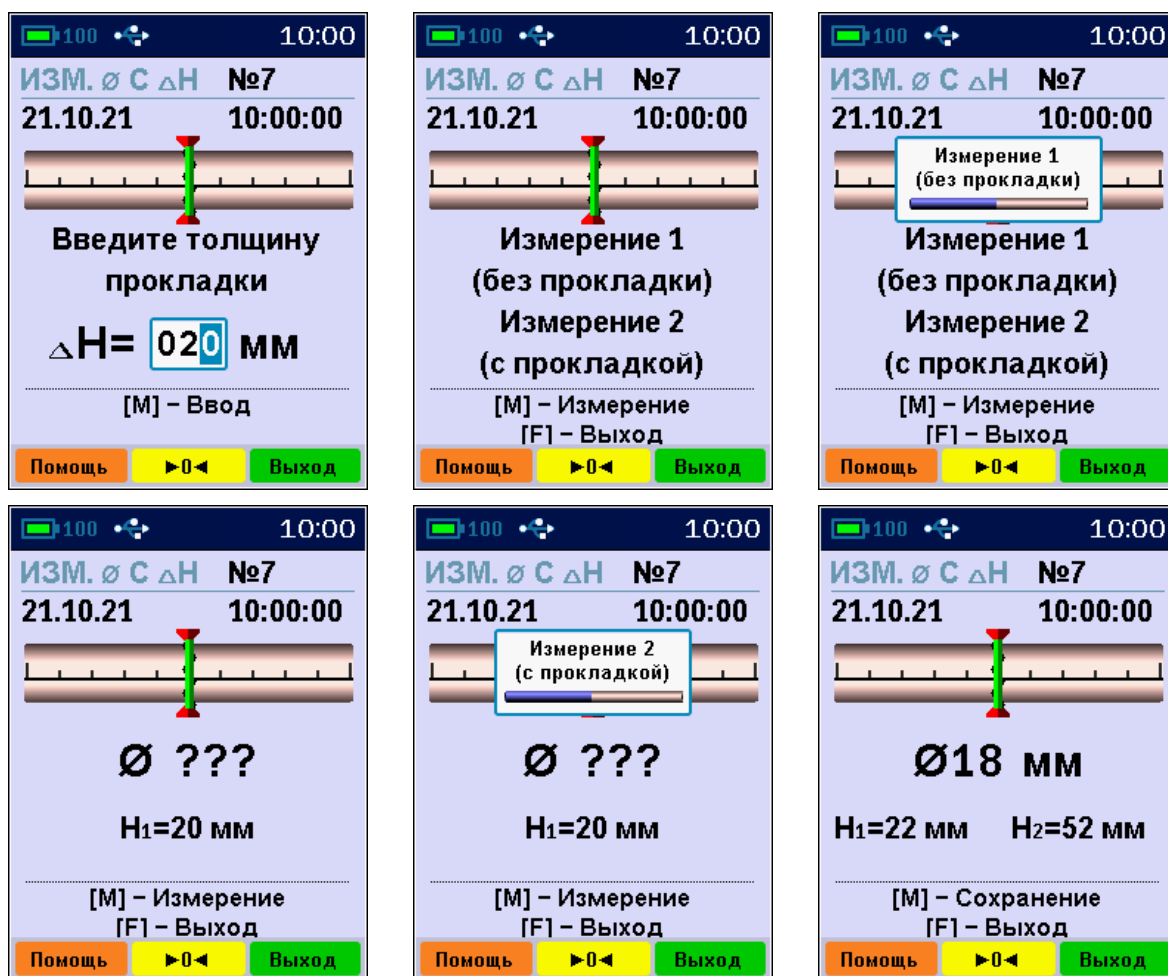 100 10:00
ИЗМ. ø С △H №7
21.10.21 10:00:00
Введите толщину
прокладки
△H= 020 мм
[M] – Ввод
Помощь ►0◄ Выход
100 10:00
ИЗМ. ø С △H №7
21.10.21 10:00:00
Измерение 1
(без прокладки)
Измерение 2
(с прокладкой)
[M] – Измерение
[F] – Выход
Помощь ►0◄ Выход
100 10:00
ИЗМ. ø С △H №7
21.10.21 10:00:00
Измерение 1
(без прокладки)
Измерение 1
(без прокладки)
Измерение 2
(с прокладкой)
[M] – Измерение
[F] – Выход
Помощь ►0◄ Выход
100 10:00
ИЗМ. ø С △H №7
21.10.21 10:00:00
Ø ???
H1=20 мм
[M] – Измерение
[F] – Выход
Помощь ►0◄ Выход
100 10:00
ИЗМ. ø С △H №7
21.10.21 10:00:00
Измерение 2
(с прокладкой)
Ø ???
H1=20 мм
[M] – Измерение
[F] – Выход
Помощь ►0◄ Выход
100 10:00
ИЗМ. ø С △H №7
21.10.21 10:00:00
Ø18 мм
H1=22 мм H2=52 мм
[M] – Сохранение
[F] – Выход
Помощь ►0◄ Выход